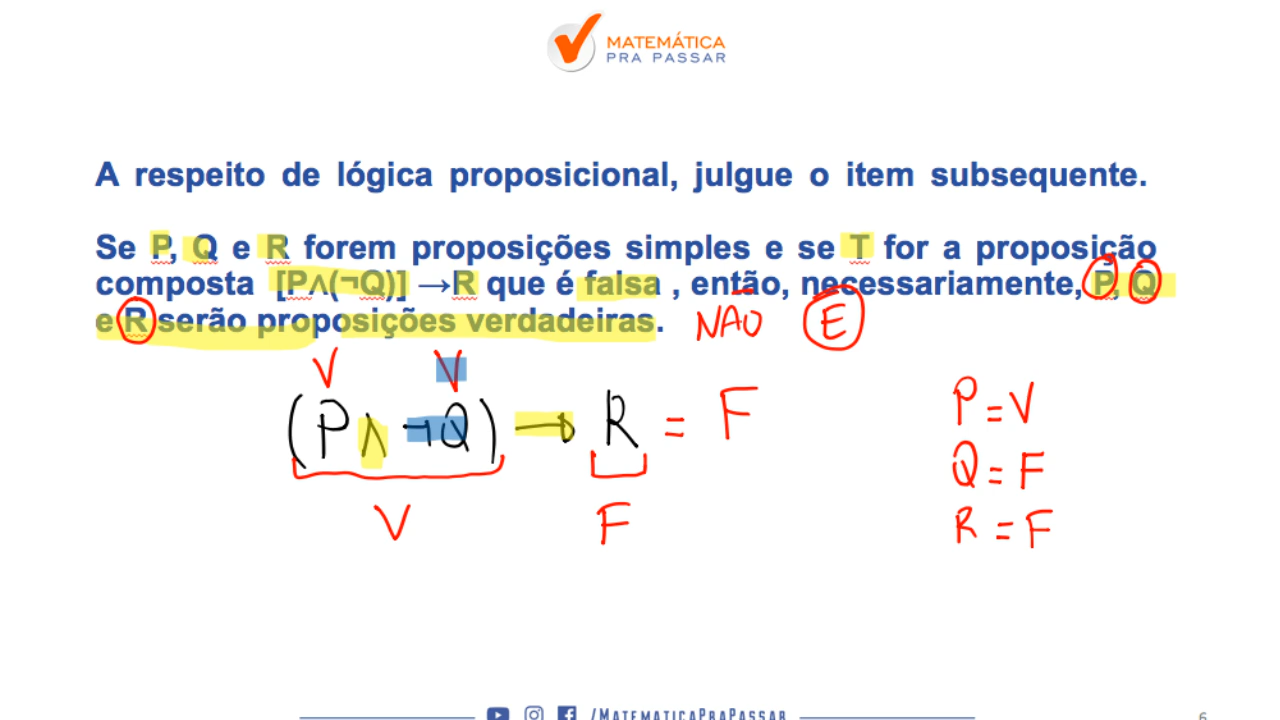 MATEMÁTICA
PRA PASSAR
A respeito de lógica proposicional, julgue o item subsequente.
Se P, Q e R forem proposições simples e se T for a proposição
composta [P∧(¬Q)] →R que é falsa , então, necessariamente, P, Q
e R serão proposições verdadeiras. NÃO E
V V
(P∧¬Q) → R = F
V F
P = V
Q = F
R = F
/MATEMATICAPRAPASSAR
6